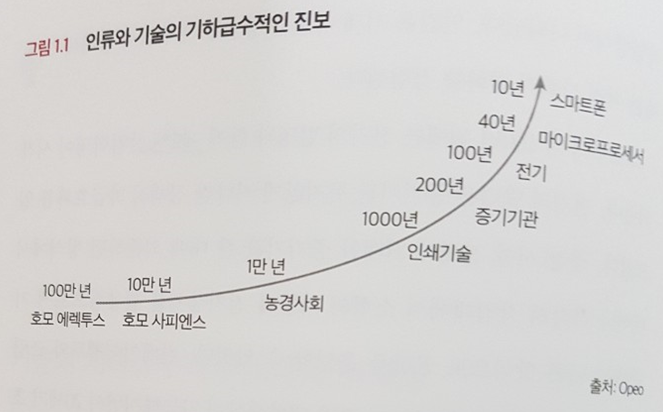 그림 1.1 인류와 기술의 기하급수적인 진보
10년 스마트폰
40년 마이크로프로세서
100년 전기
200년 증기기관
1000년 인쇄기술
1만 년 농경사회
100만 년 10만 년
호모 에렉투스 호모 사피엔스
출처: Opeo